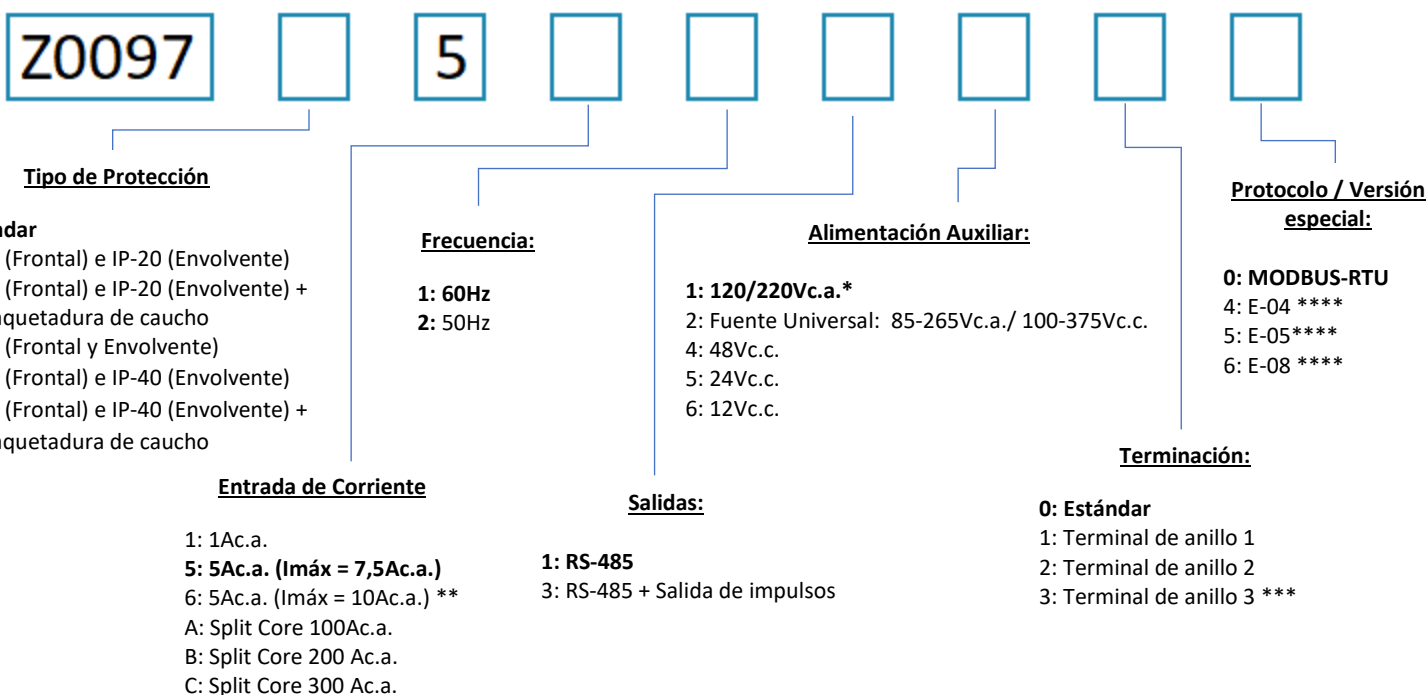 Z0097 5
Tipo de Protección
(Frontal) e IP-20 (Envolvente)
(Frontal) e IP-20 (Envolvente) +
de caucho
(Frontal y Envolvente)
(Frontal) e IP-40 (Envolvente)
(Frontal) e IP-40 (Envolvente) +
de caucho
Entrada de Corriente
1: 1Ac.a.
5: 5Ac.a. (Imáx = 7,5Ac.a.)
6: 5Ac.a. (Imáx = 10Ac.a.) **
A: Split Core 100Ac.a.
B: Split Core 200 Ac.a.
C: Split Core 300 Ac.a.
Frecuencia:
1: 60Hz
2: 50Hz
Salidas:
1: RS-485
3: RS-485 + Salida de impulsos
Alimentación Auxiliar:
1: 120/220Vc.a.*
2: Fuente Universal: 85-265Vc.a./ 100-375Vc.c.
4: 48Vc.c.
5: 24Vc.c.
6: 12Vc.c.
Terminación:
0: Estándar
1: Terminal de anillo 1
2: Terminal de anillo 2
3: Terminal de anillo 3 ***
Protocolo / Versión
especial:
0: MODBUS-RTU
4: E-04 ****
5: E-05****
6: E-08 ****